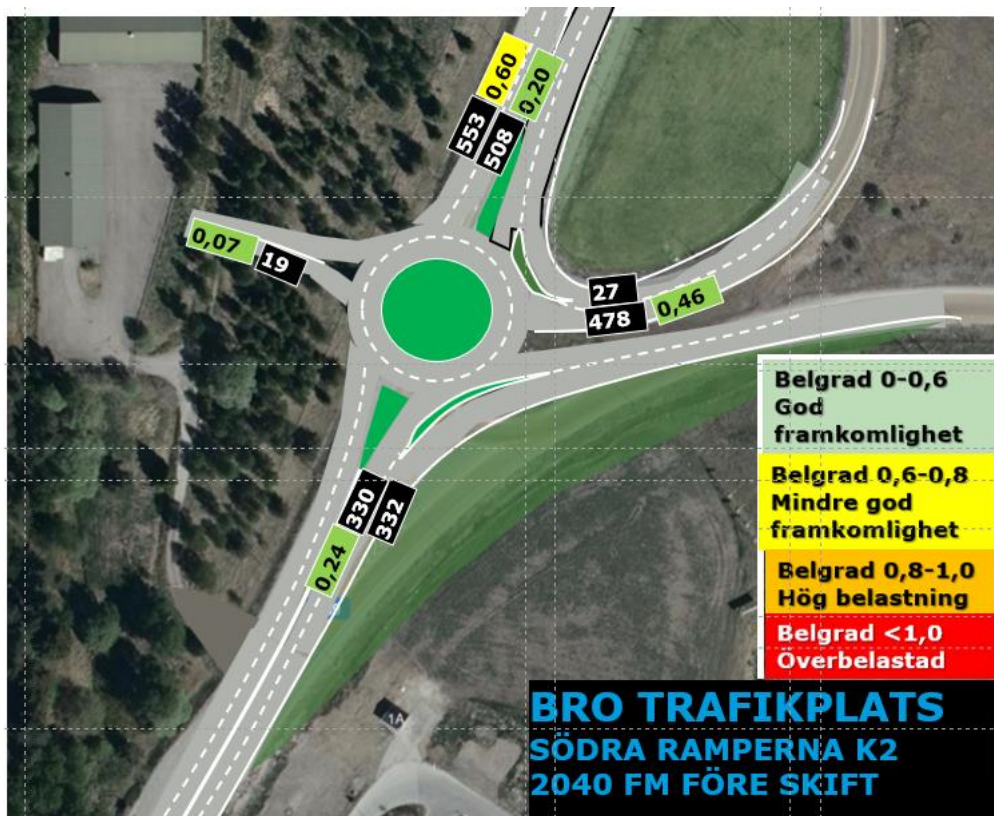 0,60
0,20
553
508
0,07
19
27
478
0,46
330
332
0,24
Belgrad 0-0,6
God
framkomlighet
Belgrad 0,6-0,8
Mindre god
framkomlighet
Belgrad 0,8-1,0
Hög belastning
Belgrad <1,0
Överbelastad
1A
BRO TRAFIKPLATS
SÖDRA RAMPERNA K2
2040 FM FÖRE SKIFT